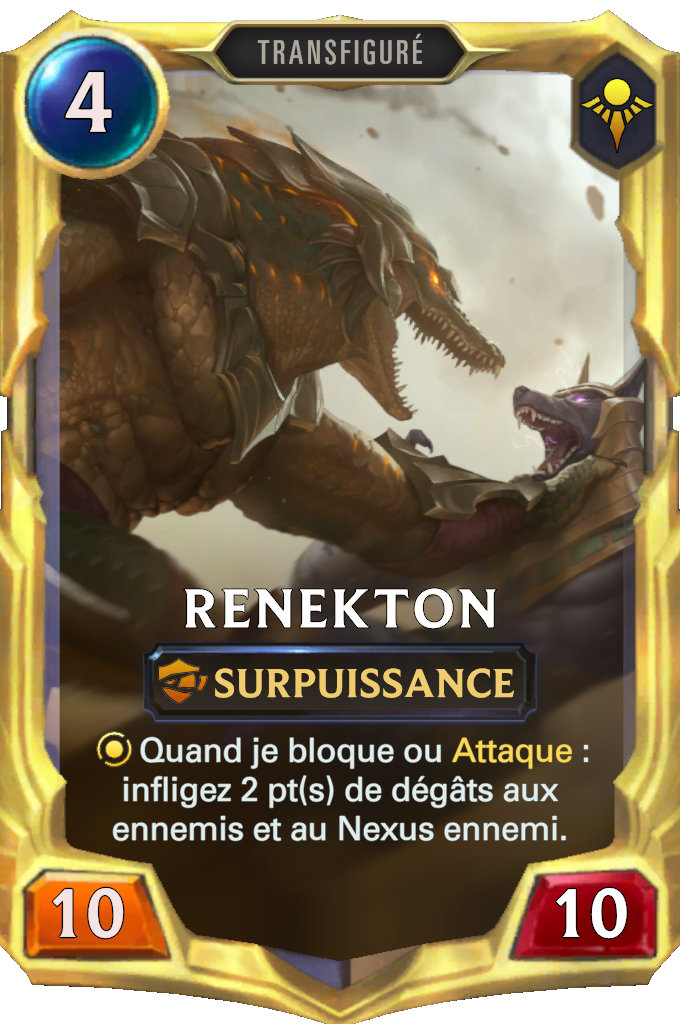 TRANSFIGURÉ
4
RENEKTON
SURPUISSANCE
Quand je bloque ou Attaque :
infligez 2 pt(s) de dégâts aux
ennemis et au Nexus ennemi.
10
10